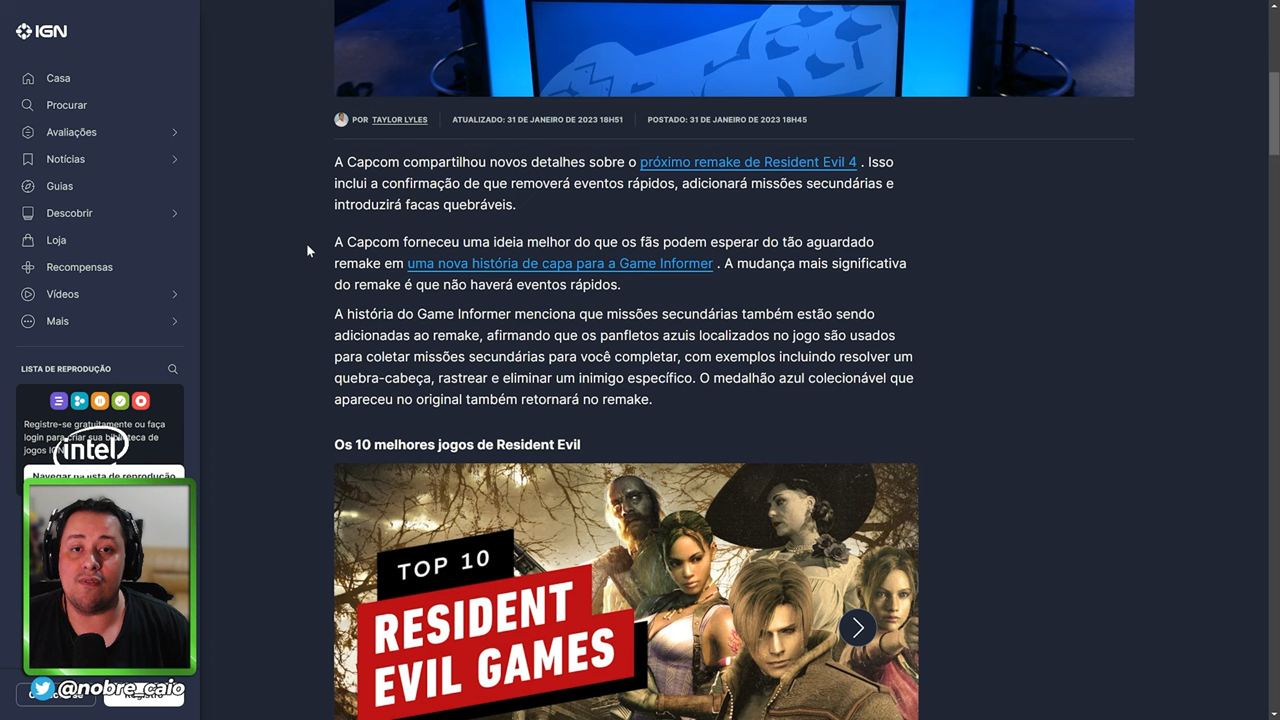 IGN
Casa
Procurar
Avaliações
Notícias
Guias
Descobrir
Loja
Recompensas
Vídeos
Mais
LISTA DE REPRODUÇÃO
Registre-se gratuitamente ou faça
login para criar sua biblioteca de
jogos IGN
intel
Navegar na lista de reprodução
@nobre_caio
POR TAYLOR LYLES
ATUALIZADO: 31 DE JANEIRO DE 2023 18H51
POSTADO: 31 DE JANEIRO DE 2023 18H45
A Capcom compartilhou novos detalhes sobre o próximo remake de Resident Evil 4 . Isso
inclui a confirmação de que removerá eventos rápidos, adicionará missões secundárias e
introduzirá facas quebráveis.
A Capcom forneceu uma ideia melhor do que os fãs podem esperar do tão aguardado
remake em uma nova história de capa para a Game Informer . A mudança mais significativa
do remake é que não haverá eventos rápidos.
A história do Game Informer menciona que missões secundárias também estão sendo
adicionadas ao remake, afirmando que os panfletos azuis localizados no jogo são usados
para coletar missões secundárias para você completar, com exemplos incluindo resolver um
quebra-cabeça, rastrear e eliminar um inimigo específico. O medalhão azul colecionável que
apareceu no original também retornará no remake.
Os 10 melhores jogos de Resident Evil
TOP 10
RESIDENT
EVIL GAMES